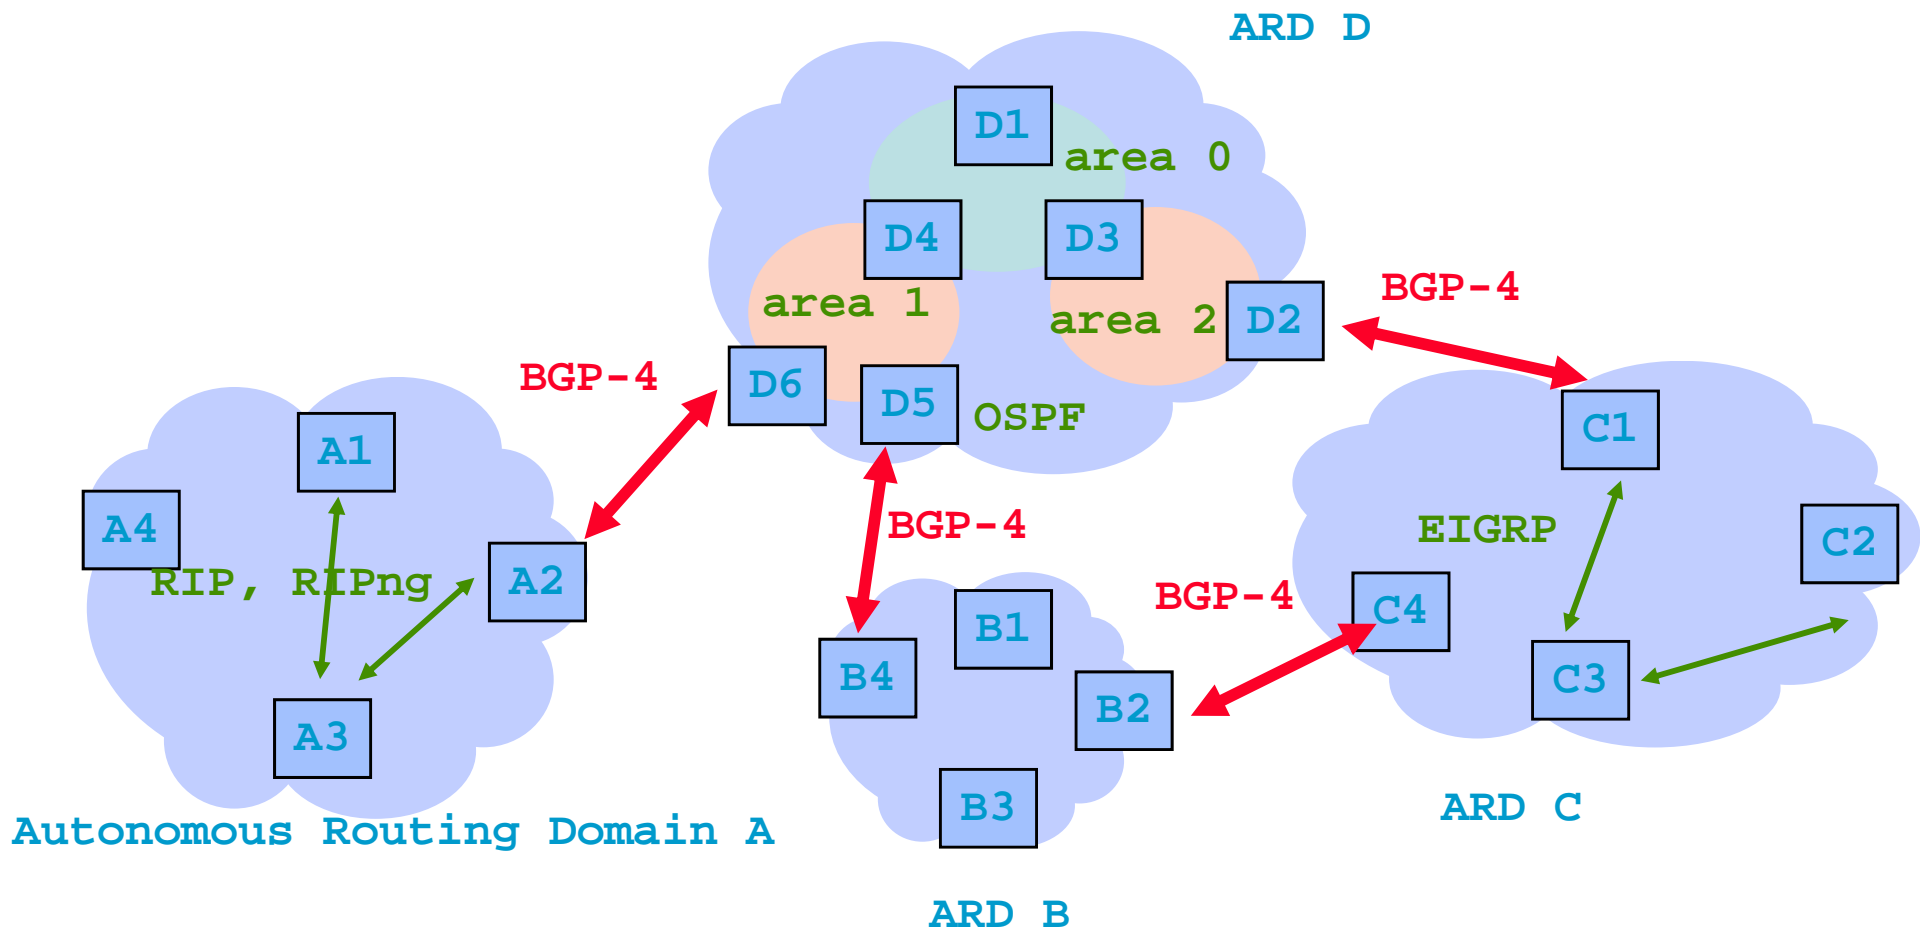 ARD D
D1
area 0
D4
D3
area 1
area 2
D2
BGP-4
BGP-4
D6
D5
OSPF
A1
C1
A4
BGP-4
EIGRP
C2
RIP, RIPng
A2
BGP-4
C4
B1
B4
C3
B2
A3
B3
ARD C
Autonomous Routing Domain A
ARD B